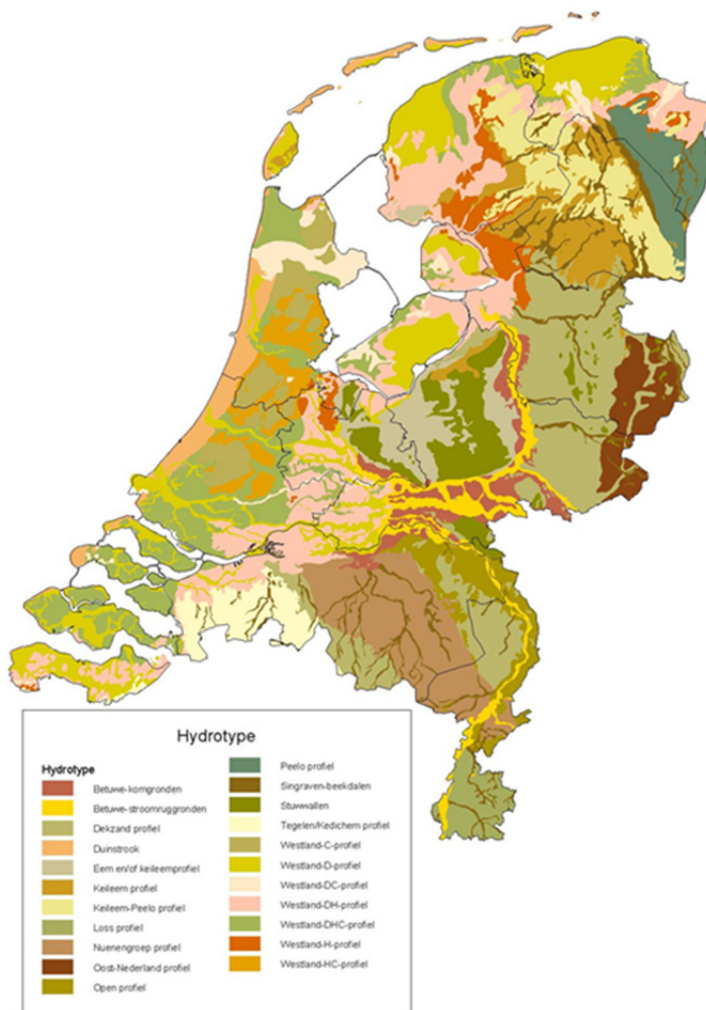 Hydrotype
Hydrotype
Betuwe-komgronden
Betuwe-stroomruggronden
Dekzand profiel
Duinstrook
Eem en/of keileemprofiel
Keileem profiel
Keileem-Peelo profiel
Loss profiel
Nuenengroep profiel
Oost-Nederland profiel
Open profiel
Peelo profiel
Singraven-beekdalen
Stuwwallen
Tegelen/Kedichem profiel
Westland-C-profiel
Westland-D-profiel
Westland-DC-profiel
Westland-DH-profiel
Westland-DHC-profiel
Westland-H-profiel
Westland-HC-profiel